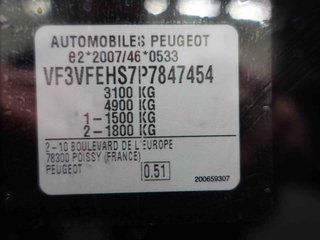 AUTOMOBILES PEUGEOT
e2*2007/46*0533
VF3VFEHS7P7847454
3100 KG
4900 KG
1-1500 KG
2-1800 KG
2-10 BOULEVARD DE L'EUROPE
78300 POISSY (FRANCE)
PEUGEOT
0.51
200659307